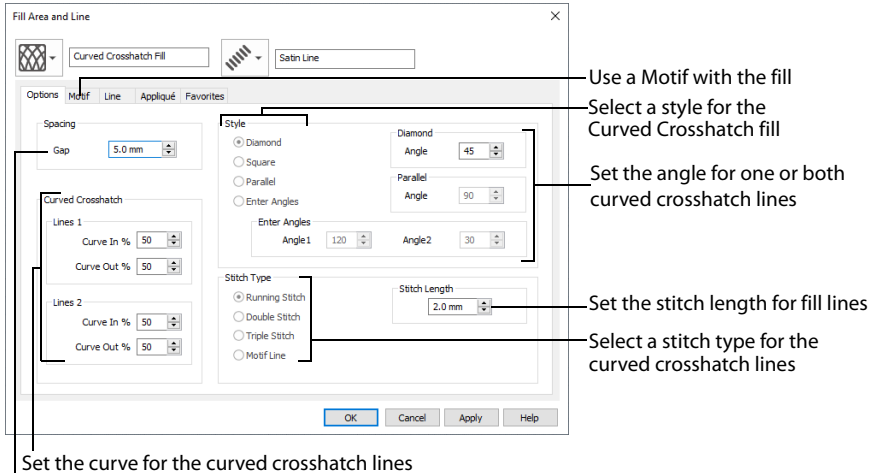 Fill Area and Line
Curved Crosshatch Fill
Satin Line
Options Motif Line Appliqué Favorites
Spacing
Gap 5.0 mm
Curved Crosshatch
Lines 1
Curve In % 50
Curve Out % 50
Lines 2
Curve In % 50
Curve Out % 50
Style
Diamond
Square
Parallel
Enter Angles
Diamond
Angle 45
Parallel
Angle 90
Enter Angles
Angle1 120 Angle2 30
Stitch Type
Running Stitch
Double Stitch
Triple Stitch
Motif Line
Stitch Length
2.0 mm
OK Cancel Apply Help
Use a Motif with the fill
Select a style for the
Curved Crosshatch fill
Set the angle for one or both
curved crosshatch lines
Set the stitch length for fill lines
Select a stitch type for the
curved crosshatch lines
Set the curve for the curved crosshatch lines